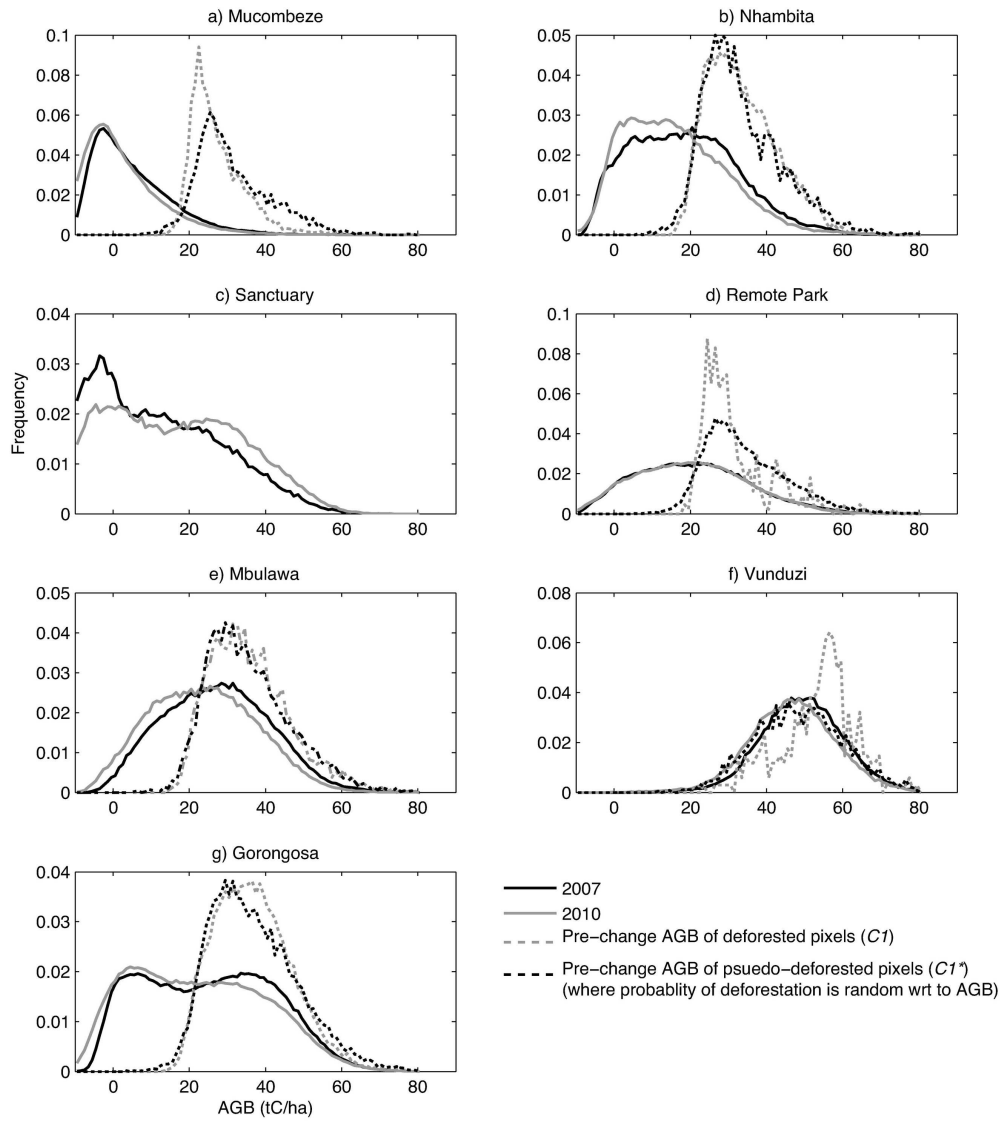 a) Mucombeze
0.1
0.08
0.06
0.04
0.02
0
0 20 40 60 80
b) Nhambita
0.05
0.04
0.03
0.02
0.01
0
0 20 40 60 80
c) Sanctuary
0.04
0.03
0.02
0.01
0
0 20 40 60 80
Frequency
d) Remote Park
0.1
0.08
0.06
0.04
0.02
0
0 20 40 60 80
e) Mbulawa
0.05
0.04
0.03
0.02
0.01
0
0 20 40 60 80
f) Vunduzi
0.08
0.06
0.04
0.02
0
0 20 40 60 80
g) Gorongosa
0.04
0.03
0.02
0.01
0
0 20 40 60 80
AGB (tC/ha)
2007
2010
Pre−change AGB of deforested pixels (C1)
Pre−change AGB of psuedo−deforested pixels (C1*)
(where probablity of deforestation is random wrt to AGB)